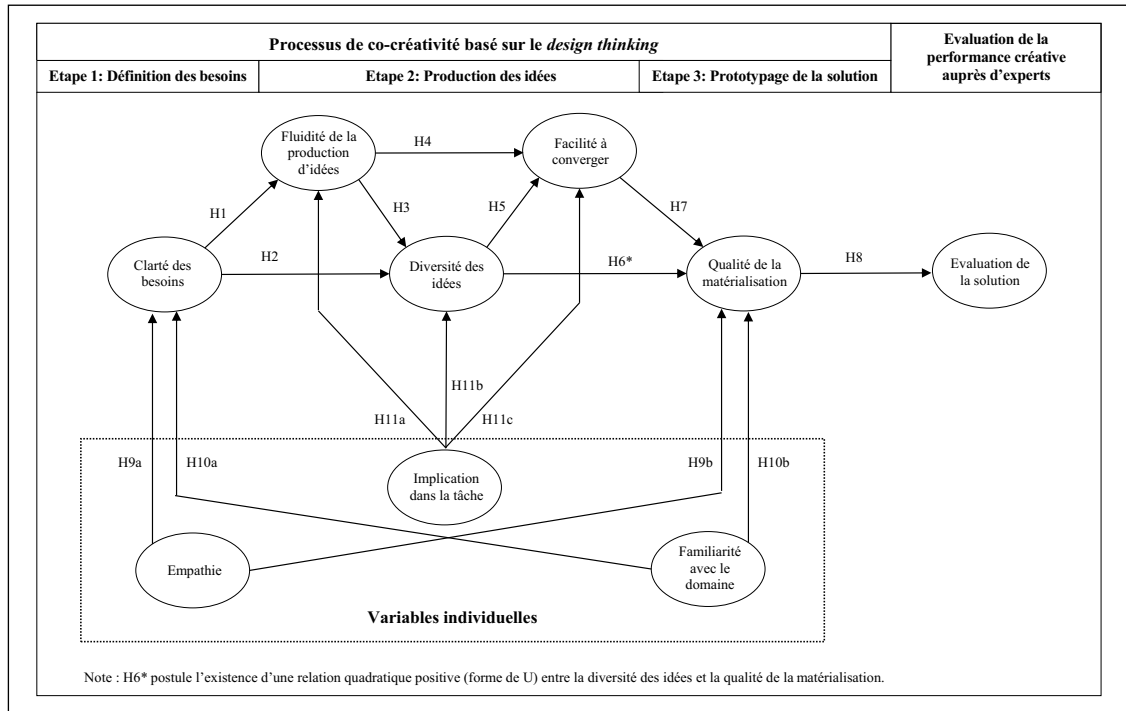 Processus de co-créativité basé sur le design thinking
Evaluation de la
performance créative
auprès d'experts
Etape 1: Définition des besoins
Etape 2: Production des idées
Etape 3: Prototypage de la solution
Fluidité de la
production
d'idées
H4
Facilité à
converger
H1
H3
H5
H7
Clarté des
besoins
H2
Diversité des
idées
H6*
Qualité de la
matérialisation
H8
Evaluation de
la solution
H11b
H11a
H11c
H9a
H10a
H9b
H10b
Implication
dans la tâche
Empathie
Familiarité
avec le
domaine
Variables individuelles
Note : H6* postule l'existence d'une relation quadratique positive (forme de U) entre la diversité des idées et la qualité de la matérialisation.